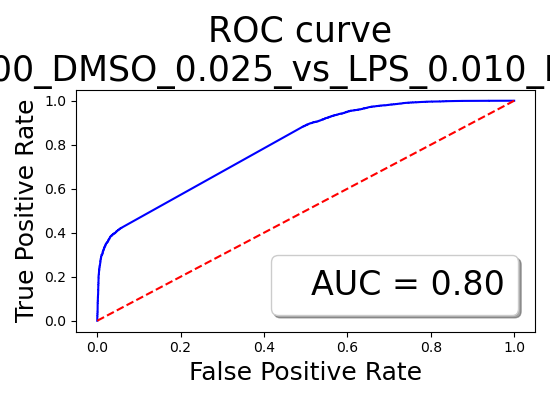 ROC curve
00_DMSO_0.025_vs_LPS_0.010_
True Positive Rate
1.0
0.8
0.6
0.4
0.2
0.0
AUC = 0.80
0.0 0.2 0.4 0.6 0.8 1.0
False Positive Rate